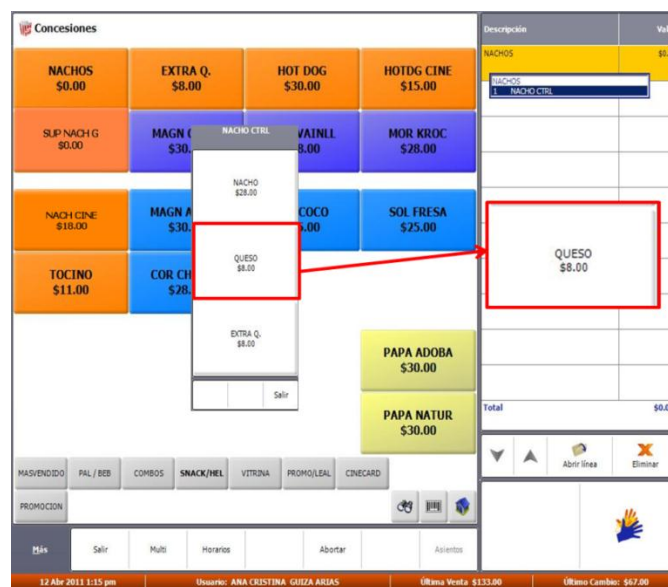 Concesiones
Descripción Val
NACHOS $0.
NACHOS
1 NACHO CTRL
NACHOS
$0.00
EXTRA Q.
$8.00
HOT DOG
$30.00
HOTDG CINE
$15.00
SUP NACH G
$0.00
MAGN
$30.
VAINLL
8.00
MOR KROC
$28.00
NACH CINE
$18.00
MAGN A
$30.
COCO
.00
SOL FRESA
$25.00
TOCINO
$11.00
COR CH
$28.
NACHO CTRL
NACHO
$28.00
QUESO
$8.00
EXTRA Q.
$8.00
Salir
QUESO
$8.00
PAPA ADOBA
$30.00
PAPA NATUR
$30.00
Total $0.0
Abrir línea Eliminar
MASVENDIDO PAL / BEB COMBOS SNACK/HEL VITRINA PROMO/LEAL CINECARD
PROMOCION
Más Salir Multi Horarios Abortar Asientos
12 Abr 2011 1:15 pm Usuario: ANA CRISTINA GUIZA ARIAS Última Venta $133.00 Último Cambio: $67.00